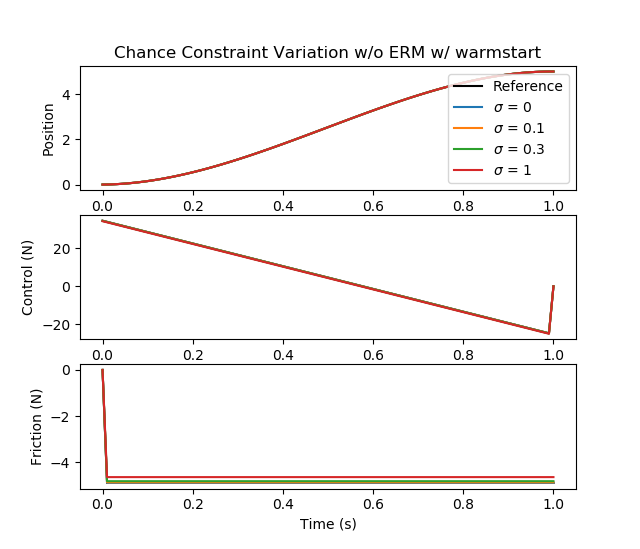 Chance Constraint Variation w/o ERM w/ warmstart
Position
4
2
0
Reference
σ = 0
σ = 0.1
σ = 0.3
σ = 1
0.0 0.2 0.4 0.6 0.8 1.0
Control (N)
20
0
−20
0.0 0.2 0.4 0.6 0.8 1.0
Friction (N)
0
−2
−4
0.0 0.2 0.4 0.6 0.8 1.0
Time (s)